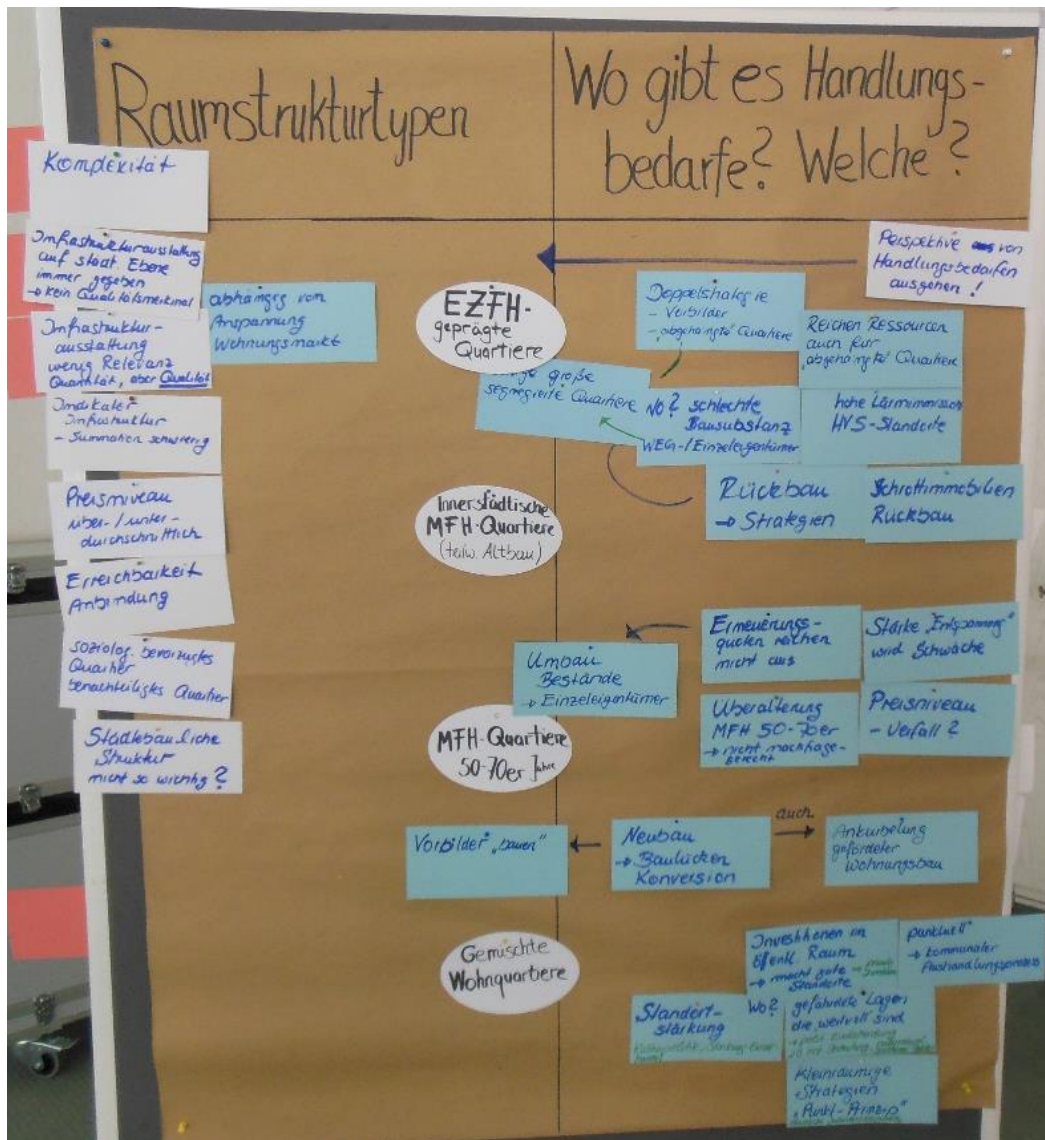 Raumstrukturtypen
Wo gibt es Handlungs-
bedarfe? Welche?
Komplexität
Infrastrukturausstattung
auf stadt. Ebene
immer gegeben
→ kein Qualitätsmerkmal
Infrastruktur-
ausstattung
wenig Relevanz
Quantität, aber Qualität
Indikator
Infrastruktur
- Summation schwierig
Preisniveau
über-/unter-
durchschnittlich
Erreichbarkeit
Anbindung
soziolog. bevorzugtes
Quartier
benachteiligtes Quartier
Städtebauliche
Struktur
nicht so wichtig?
abhängig von
Anspannung
Wohnungsmarkt
EZFH-
geprägte
Quartiere
Innerstädtische
MFH-Quartiere
(teilw. Altbau)
MFH-Quartiere
50-70er Jahre
Gemischte
Wohnquartiere
Perspektive von
Handlungsbedarfen
ausgehen!
Doppelstrategie
- Vorbilder
- "abgehängte" Quartiere
Reichen Ressourcen
auch für
"abgehängte" Quartiere
große
segregierte Quartiere
Wo? schlechte
Bausubstanz
WEG-/Einzeleigentümer
hohe Lärmimmission
HVS-Standorte
Rückbau
→ Strategien
Schrottimmobilien
Rückbau
Erneuerungs-
quoten reichen
nicht aus
Stärke "Entspannung"
wird Schwäche
Umbau
Bestände
→ Einzeleigentümer
Überalterung
MFH 50-70er
→ nicht nachfrage-
gerecht
Preisniveau
- Verfall?
Vorbilder "bauen"
Neubau
→ Baulücken
Konversion
auch
Ankurbelung
geförderter
Wohnungsbau
Investitionen im
öffentl. Raum
→ macht gute
Standorte
punktuell
→ kommunaler
Aushandlungsprozess
Standort-
stärkung
Wo? gefährdete Lagen
die wertvoll sind
Kleinräumige
Strategien
"Punkt-Prinzip"